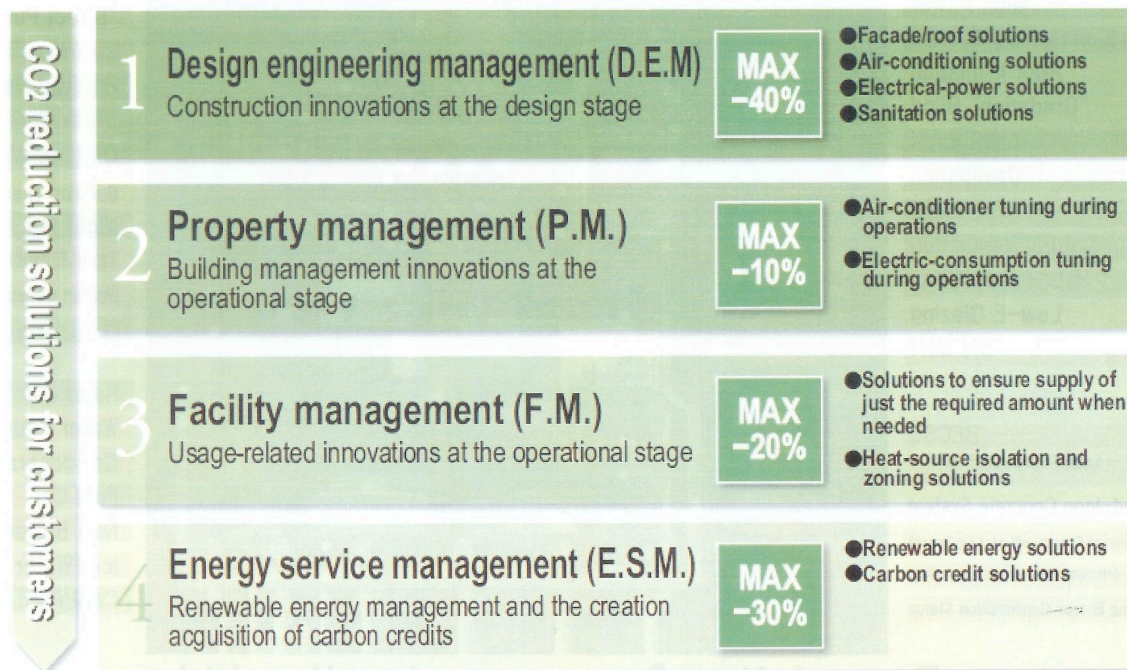 CO2 reduction solutions for customers
1
Design engineering management (D.E.M)
Construction innovations at the design stage
MAX
−40%
●Facade/roof solutions
●Air-conditioning solutions
●Electrical-power solutions
●Sanitation solutions
2
Property management (P.M.)
Building management innovations at the
operational stage
MAX
−10%
●Air-conditioner tuning during
operations
●Electric-consumption tuning
during operations
Low-E Glazing
3
Facility management (F.M.)
Usage-related innovations at the operational stage
MAX
−20%
●Solutions to ensure supply of
just the required amount when
needed
●Heat-source isolation and
zoning solutions
4
Energy service management (E.S.M.)
Renewable energy management and the creation
acquisition of carbon credits
MAX
−30%
●Renewable energy solutions
●Carbon credit solutions